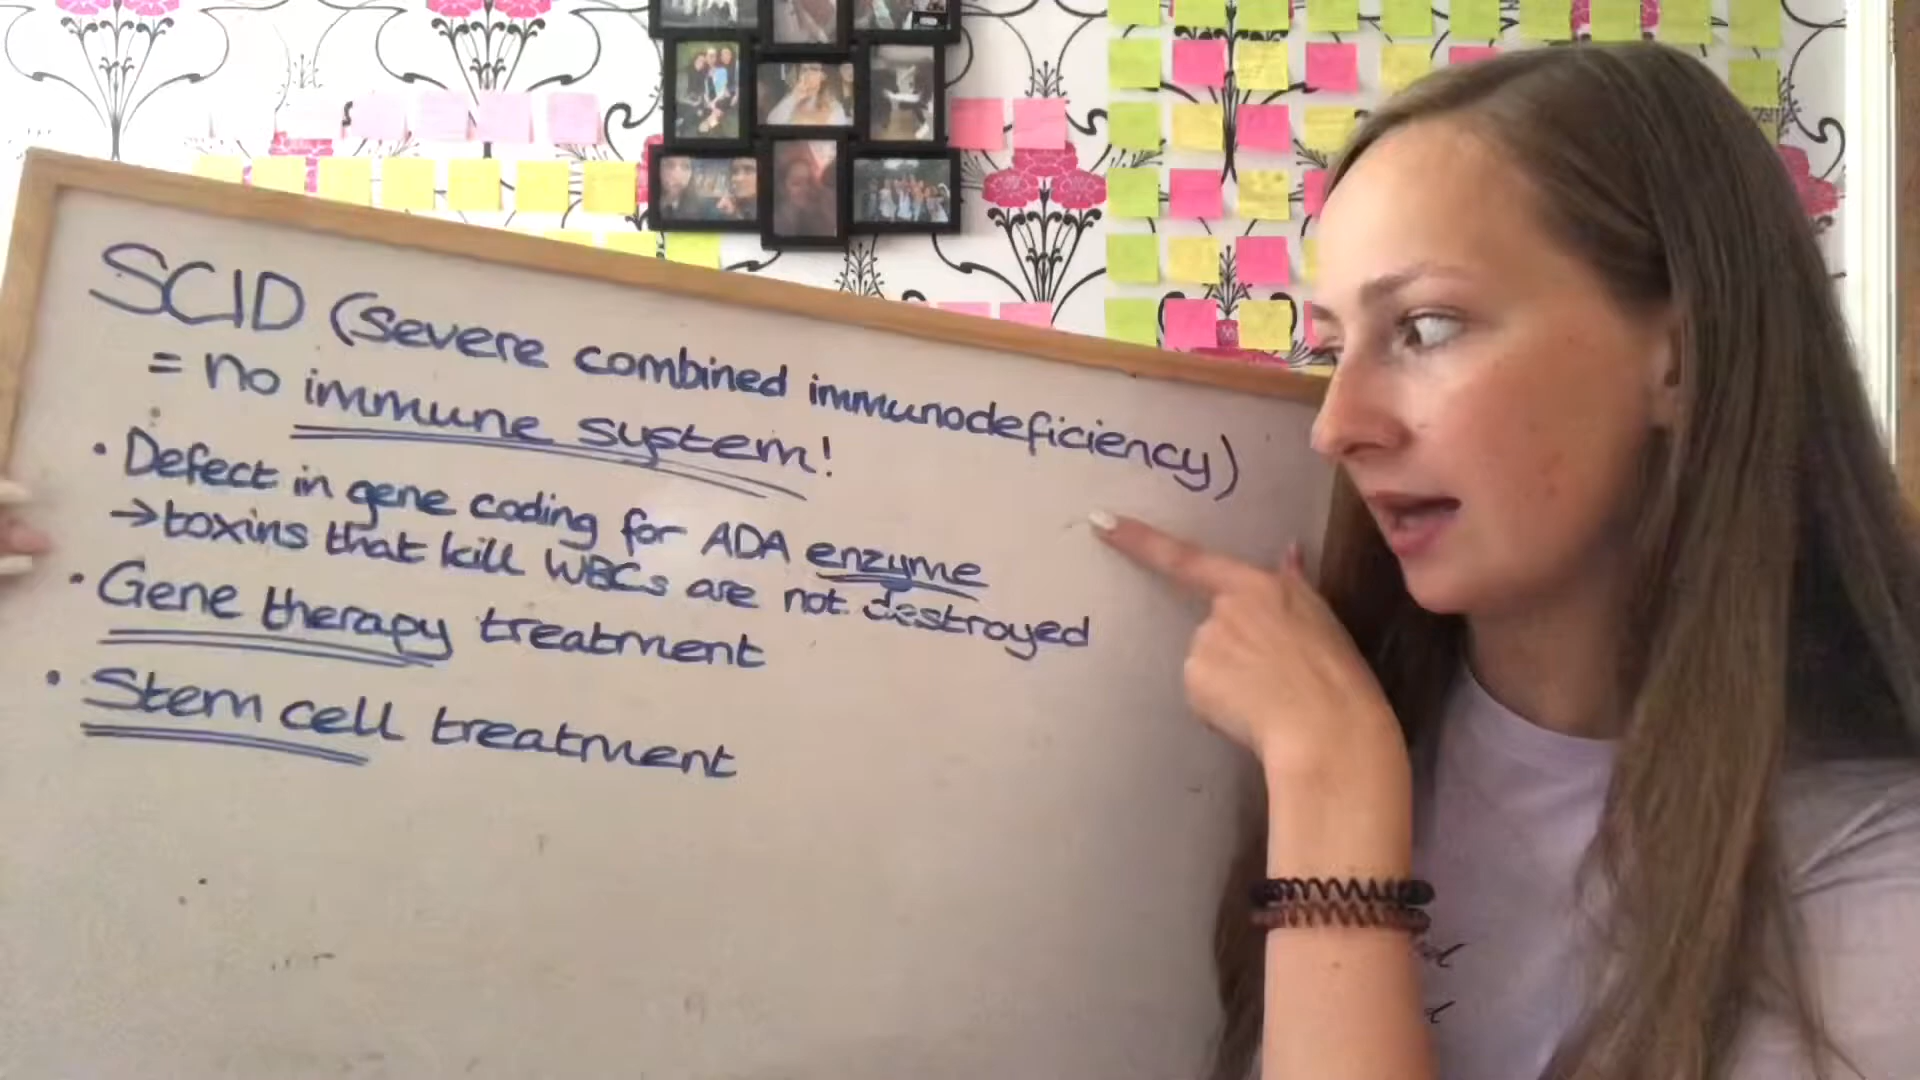 SCID (severe combined immunodeficiency)
= no immune system!
• Defect in gene coding for ADA enzyme
→ toxins that kill WBCs are not destroyed
• Gene therapy treatment
• Stem cell treatment